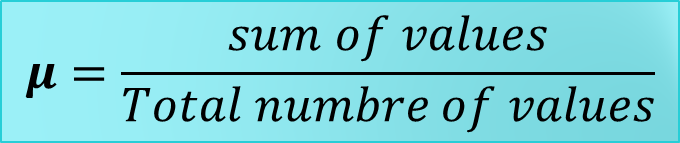 μ = sum of values
Total numbre of values